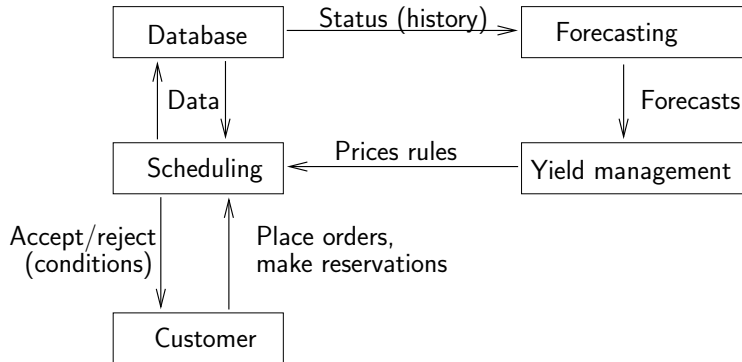 Database
Status (history)
Forecasting
Data
Forecasts
Scheduling
Prices rules
Yield management
Accept/reject
(conditions)
Place orders,
make reservations
Customer